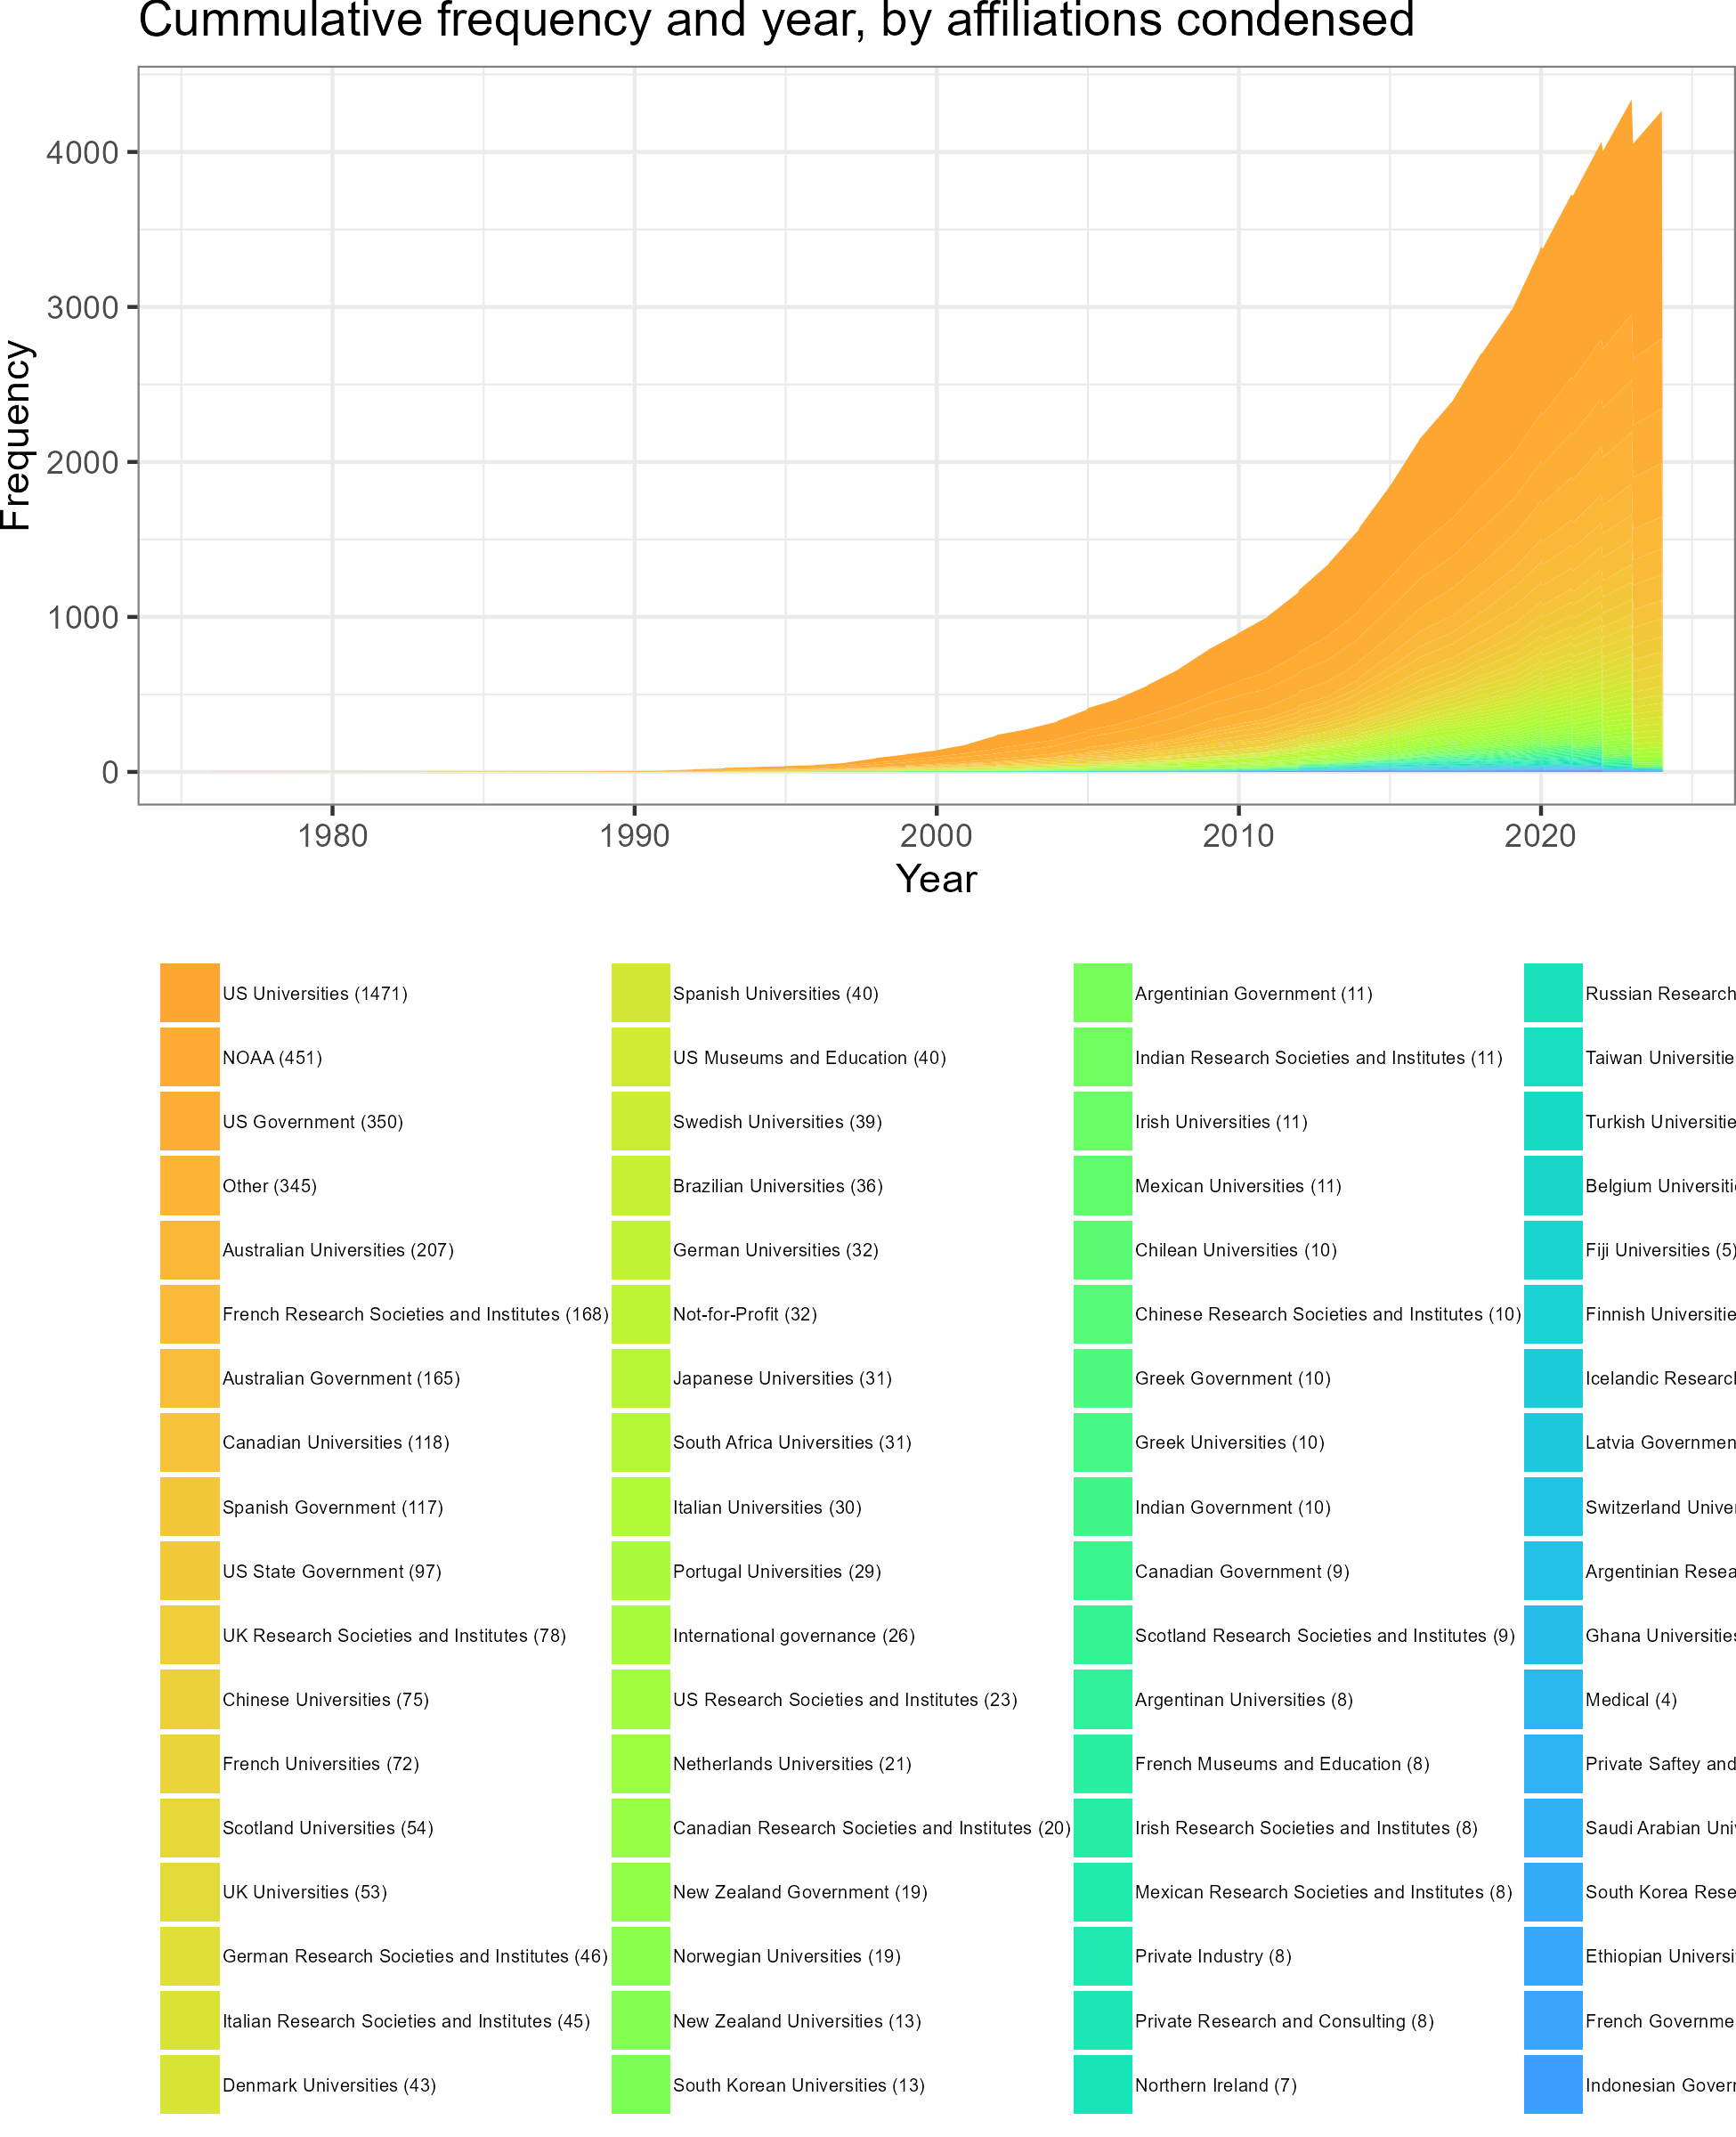 Cummulative frequency and year, by affiliations condensed
4000
3000
2000
1000
0
Frequency
1980 1990 2000 2010 2020
Year
US Universities (1471)
NOAA (451)
US Government (350)
Other (345)
Australian Universities (207)
French Research Societies and Institutes (168)
Australian Government (165)
Canadian Universities (118)
Spanish Government (117)
US State Government (97)
UK Research Societies and Institutes (78)
Chinese Universities (75)
French Universities (72)
Scotland Universities (54)
UK Universities (53)
German Research Societies and Institutes (46)
Italian Research Societies and Institutes (45)
Denmark Universities (43)
Spanish Universities (40)
US Museums and Education (40)
Swedish Universities (39)
Brazilian Universities (36)
German Universities (32)
Not-for-Profit (32)
Japanese Universities (31)
South Africa Universities (31)
Italian Universities (30)
Portugal Universities (29)
International governance (26)
US Research Societies and Institutes (23)
Netherlands Universities (21)
Canadian Research Societies and Institutes (20)
New Zealand Government (19)
Norwegian Universities (19)
New Zealand Universities (13)
South Korean Universities (13)
Argentinian Government (11)
Indian Research Societies and Institutes (11)
Irish Universities (11)
Mexican Universities (11)
Chilean Universities (10)
Chinese Research Societies and Institutes (10)
Greek Government (10)
Greek Universities (10)
Indian Government (10)
Canadian Government (9)
Scotland Research Societies and Institutes (9)
Argentinan Universities (8)
French Museums and Education (8)
Irish Research Societies and Institutes (8)
Mexican Research Societies and Institutes (8)
Private Industry (8)
Private Research and Consulting (8)
Northern Ireland (7)
Russian Research
Taiwan Universitie
Turkish Universitie
Belgium Universiti
Fiji Universities (5)
Finnish Universitie
Icelandic Research
Latvia Governmen
Switzerland Univer
Argentinian Resea
Ghana Universities
Medical (4)
Private Saftey and
Saudi Arabian Uni
South Korea Rese
Ethiopian Universi
French Governme
Indonesian Govern